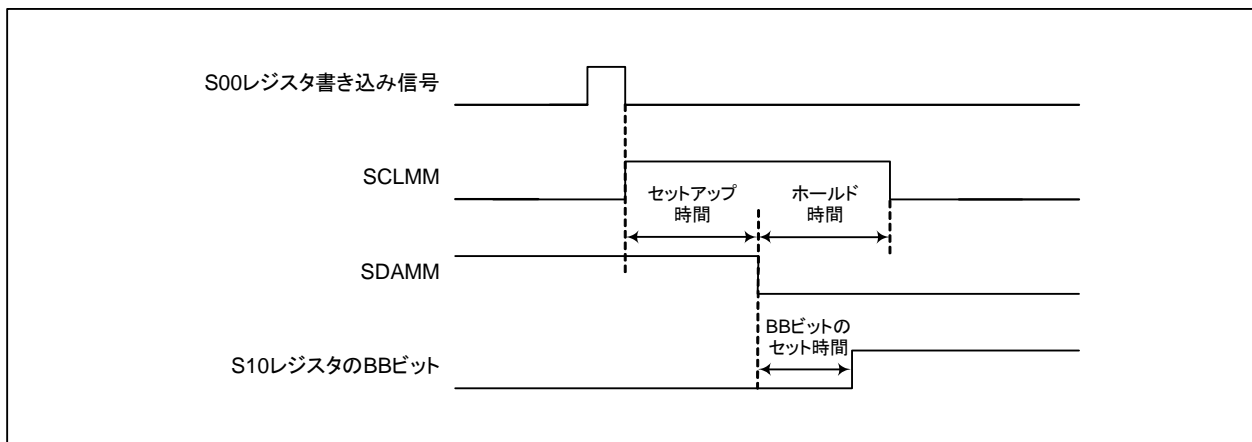 S00レジスタ書き込み信号
SCLMM
セットアップ
時間
ホールド
時間
SDAMM
BBビットの
セット時間
S10レジスタのBBビット